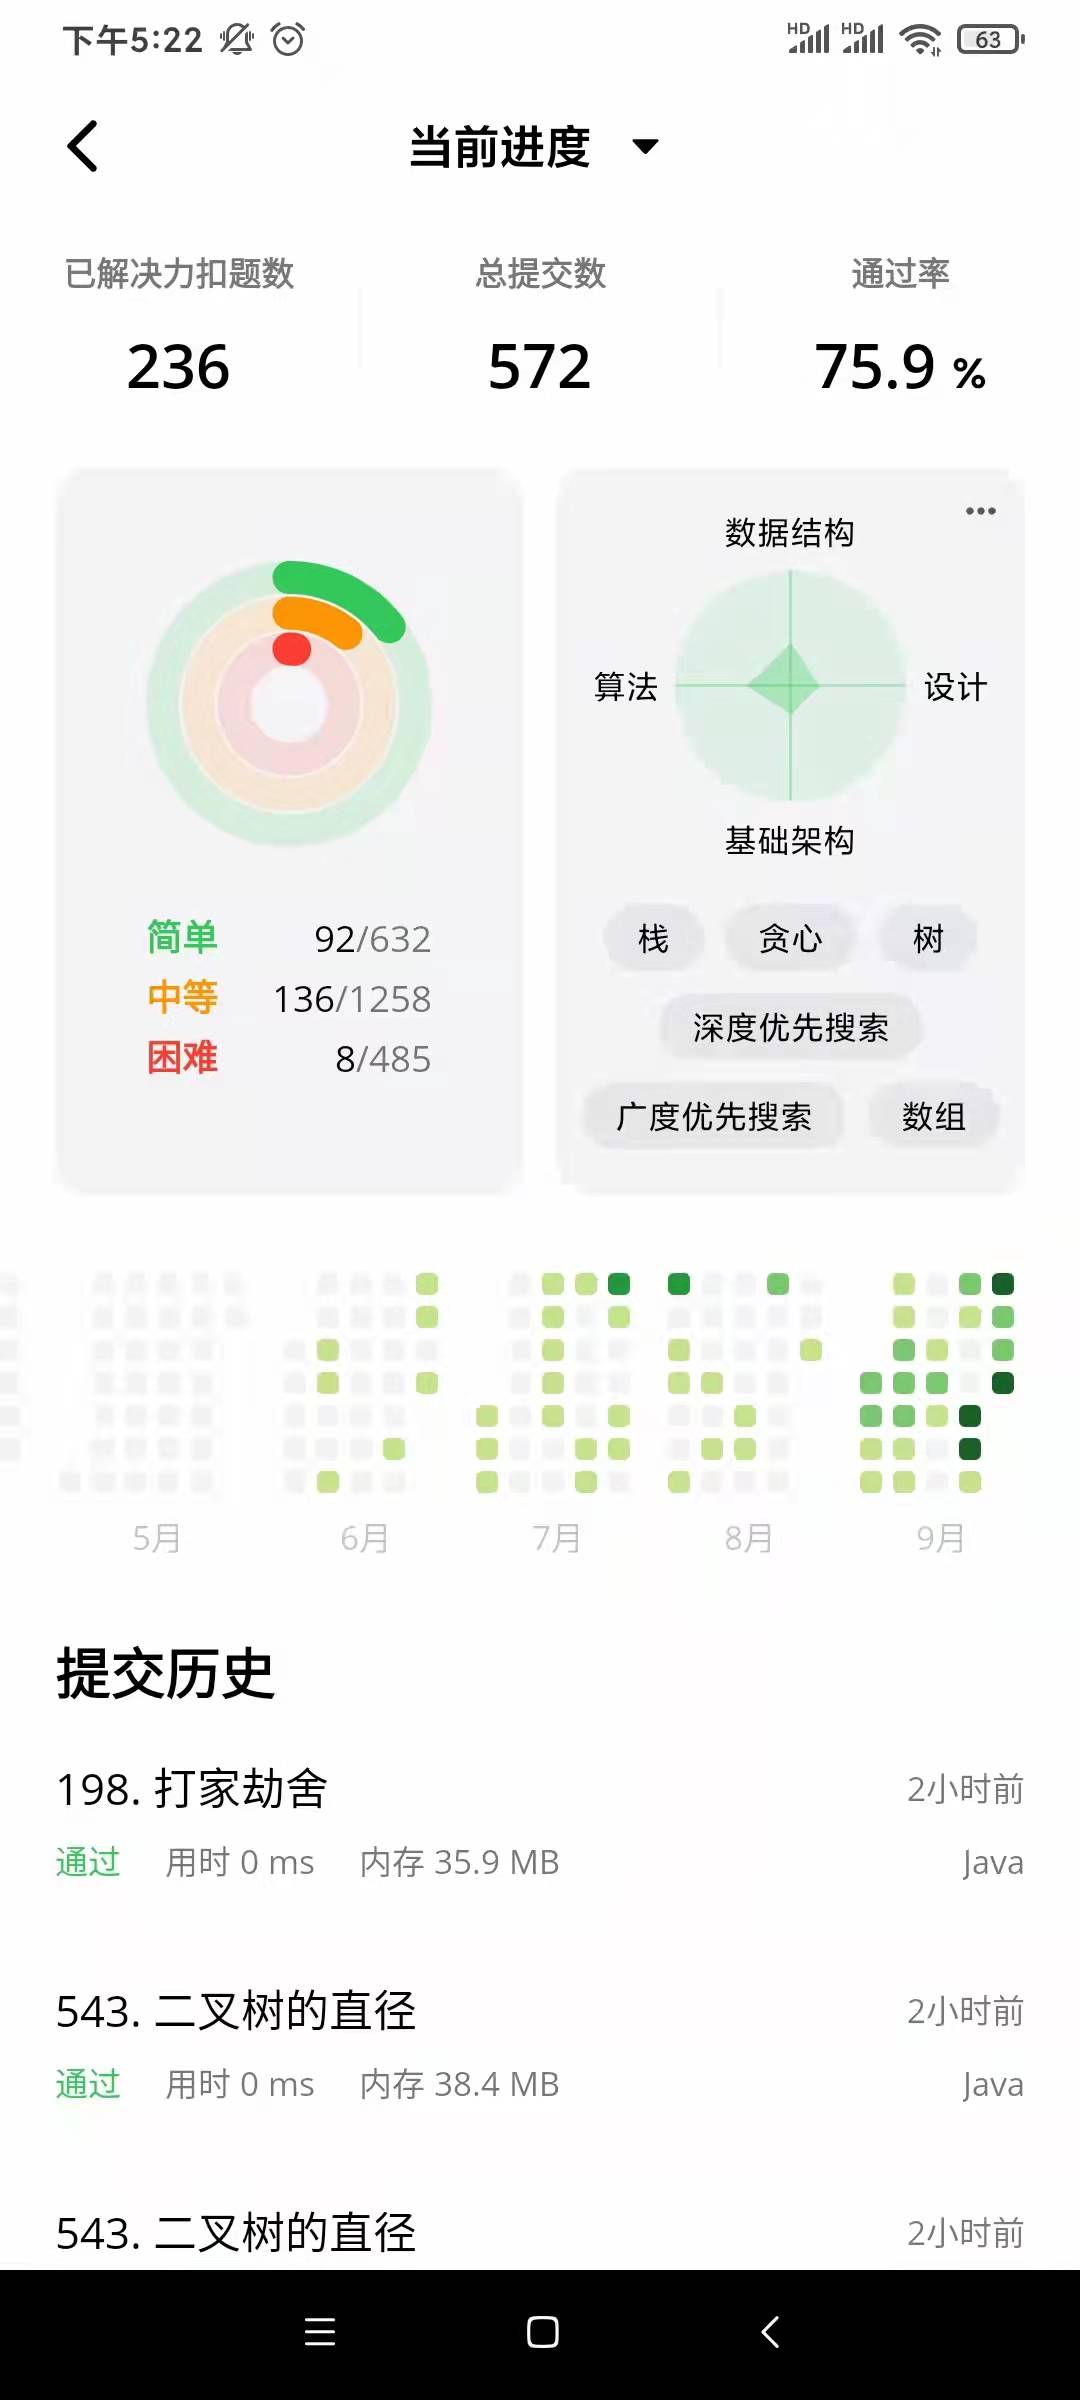 下午5:22
HD HD 63
当前进度
已解决力扣题数 总提交数 通过率
236 572 75.9 %
数据结构
算法 设计
基础架构
简单 92/632
中等 136/1258
困难 8/485
栈 贪心 树
深度优先搜索
广度优先搜索 数组
5月 6月 7月 8月 9月
提交历史
198. 打家劫舍 2小时前
通过 用时 0 ms 内存 35.9 MB Java
543. 二叉树的直径 2小时前
通过 用时 0 ms 内存 38.4 MB Java
543. 二叉树的直径 2小时前